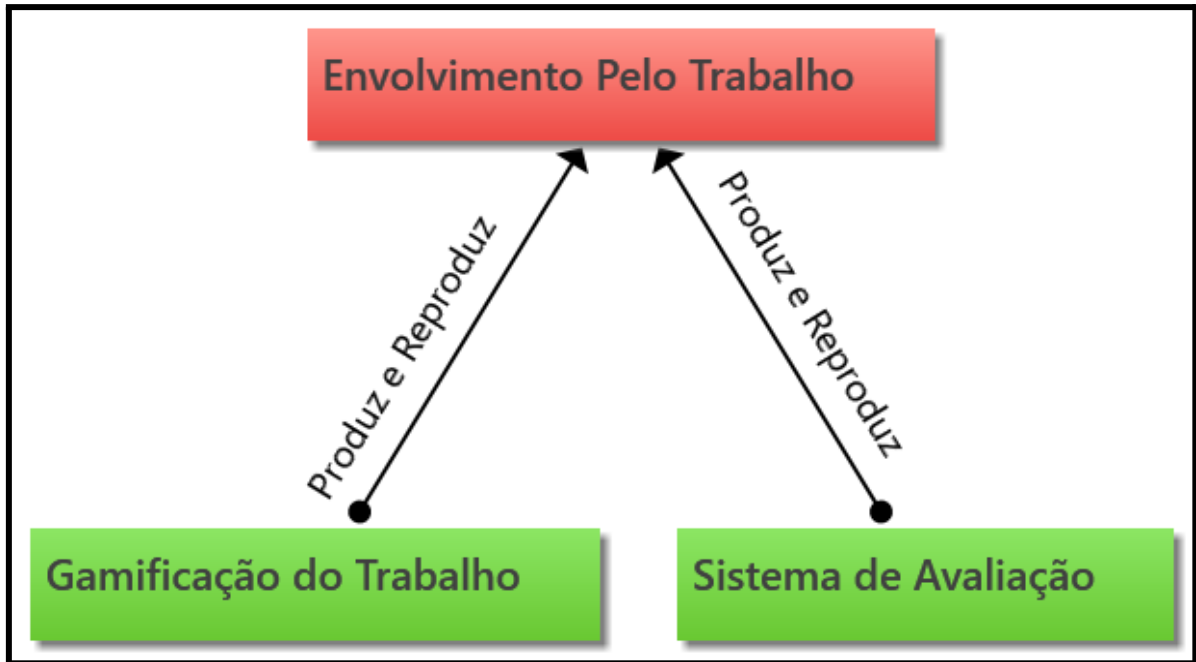 Envolvimento Pelo Trabalho
Produz e Reproduz
Produz e Reproduz
Gamificação do Trabalho
Sistema de Avaliação